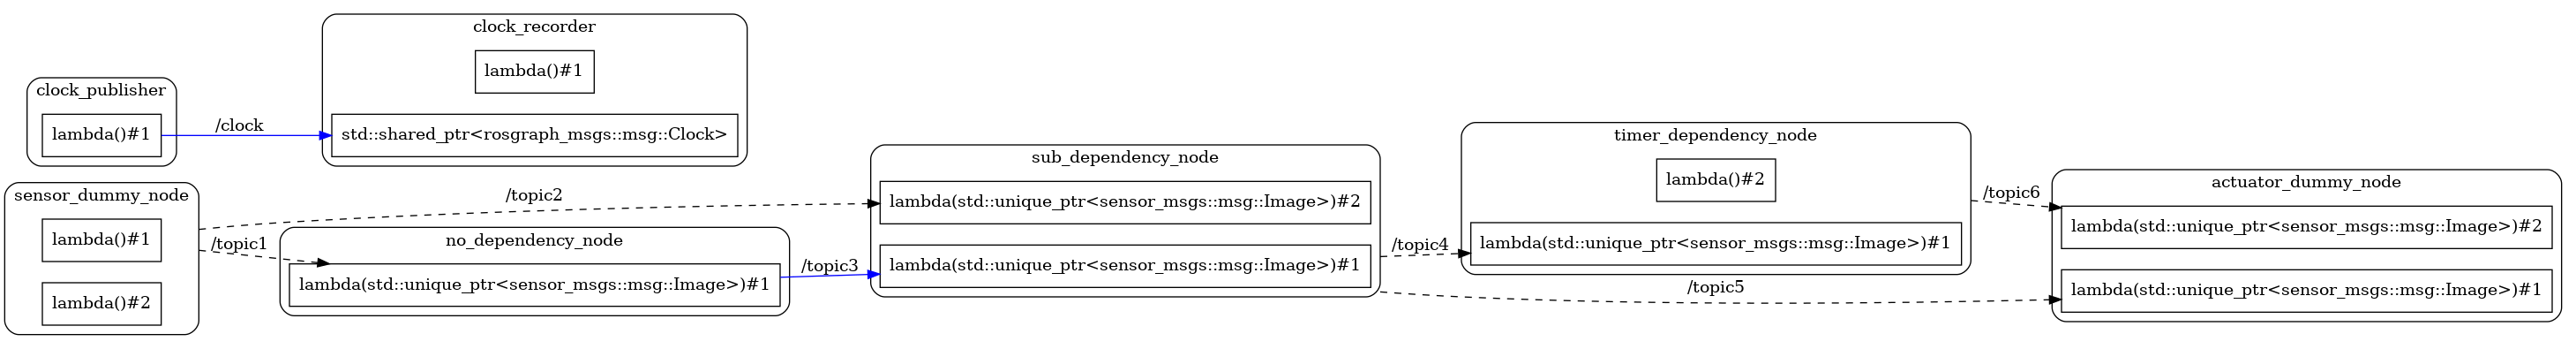 clock_recorder
lambda()#1
std::shared_ptr<rosgraph_msgs::msg::Clock>
clock_publisher
lambda()#1
/clock
sensor_dummy_node
lambda()#1
lambda()#2
/topic2
/topic1
no_dependency_node
lambda(std::unique_ptr<sensor_msgs::msg::Image>)#1
/topic3
sub_dependency_node
lambda(std::unique_ptr<sensor_msgs::msg::Image>)#2
lambda(std::unique_ptr<sensor_msgs::msg::Image>)#1
/topic4
/topic5
timer_dependency_node
lambda()#2
lambda(std::unique_ptr<sensor_msgs::msg::Image>)#1
/topic6
actuator_dummy_node
lambda(std::unique_ptr<sensor_msgs::msg::Image>)#2
lambda(std::unique_ptr<sensor_msgs::msg::Image>)#1